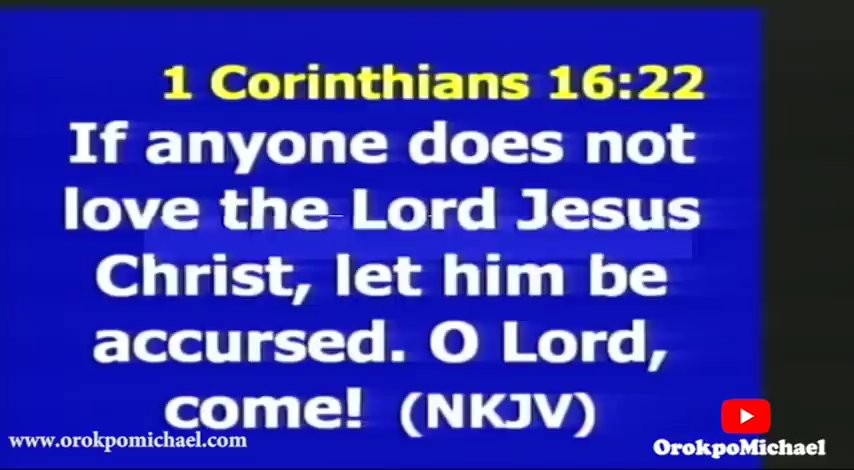 1 Corinthians 16:22
If anyone does not
love the Lord Jesus
Christ, let him be
accursed. O Lord,
come! (NKJV)
www.orokpomichael.com
OrokpoMichael